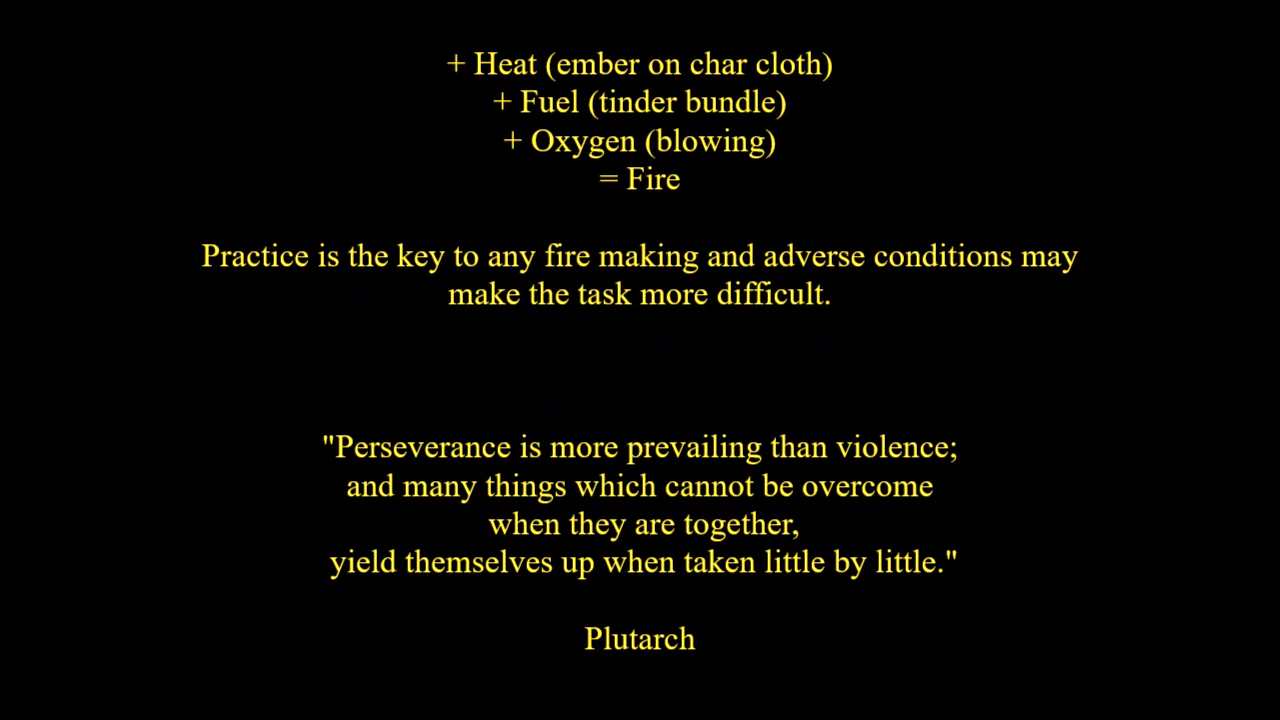 + Heat (ember on char cloth)
+ Fuel (tinder bundle)
+ Oxygen (blowing)
= Fire
Practice is the key to any fire making and adverse conditions may
make the task more difficult.
"Perseverance is more prevailing than violence;
and many things which cannot be overcome
when they are together,
yield themselves up when taken little by little."
Plutarch